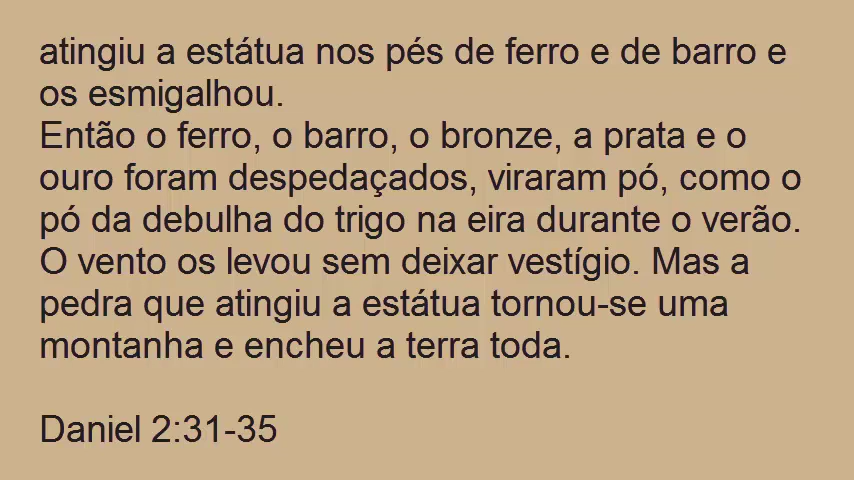 atingiu a estátua nos pés de ferro e de barro e
os esmigalhou.
Então o ferro, o barro, o bronze, a prata e o
ouro foram despedaçados, viraram pó, como o
pó da debulha do trigo na eira durante o verão.
O vento os levou sem deixar vestígio. Mas a
pedra que atingiu a estátua tornou-se uma
montanha e encheu a terra toda.
Daniel 2:31-35